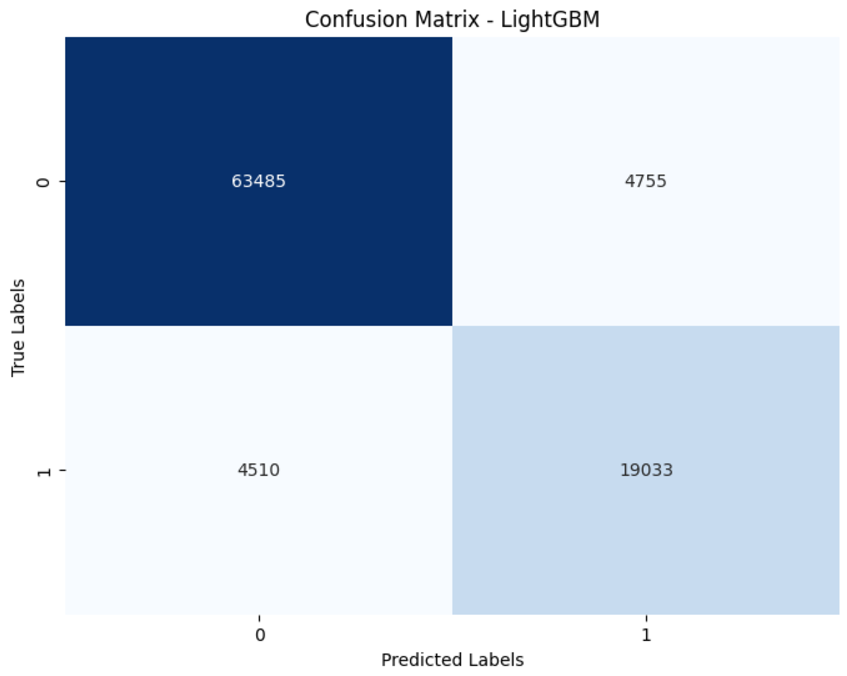 Confusion Matrix - LightGBM
0
63485
4755
True Labels
1
4510
19033
0
1
Predicted Labels